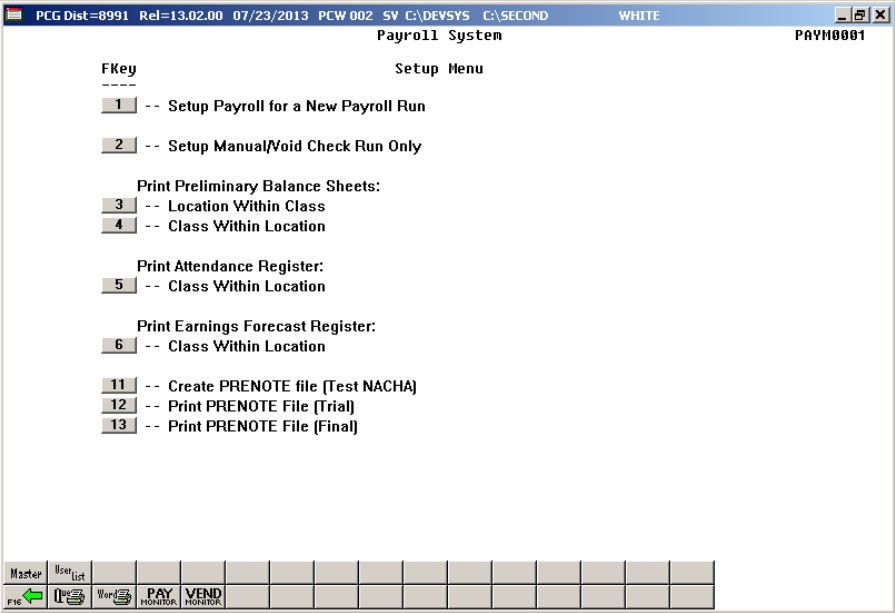 PCG Dist=8991 Rel=13.02.00 07/23/2013 PCW 002 SV C:\DEVSYS C:\SECOND WHITE
Payroll System PAYM0001
FKey Setup Menu
----
1 -- Setup Payroll for a New Payroll Run
2 -- Setup Manual/Void Check Run Only
Print Preliminary Balance Sheets:
3 -- Location Within Class
4 -- Class Within Location
Print Attendance Register:
5 -- Class Within Location
Print Earnings Forecast Register:
6 -- Class Within Location
11 -- Create PRENOTE file (Test NACHA)
12 -- Print PRENOTE File (Trial)
13 -- Print PRENOTE File (Final)
Master User List
F16 Que Word PAY MONITOR VEND MONITOR